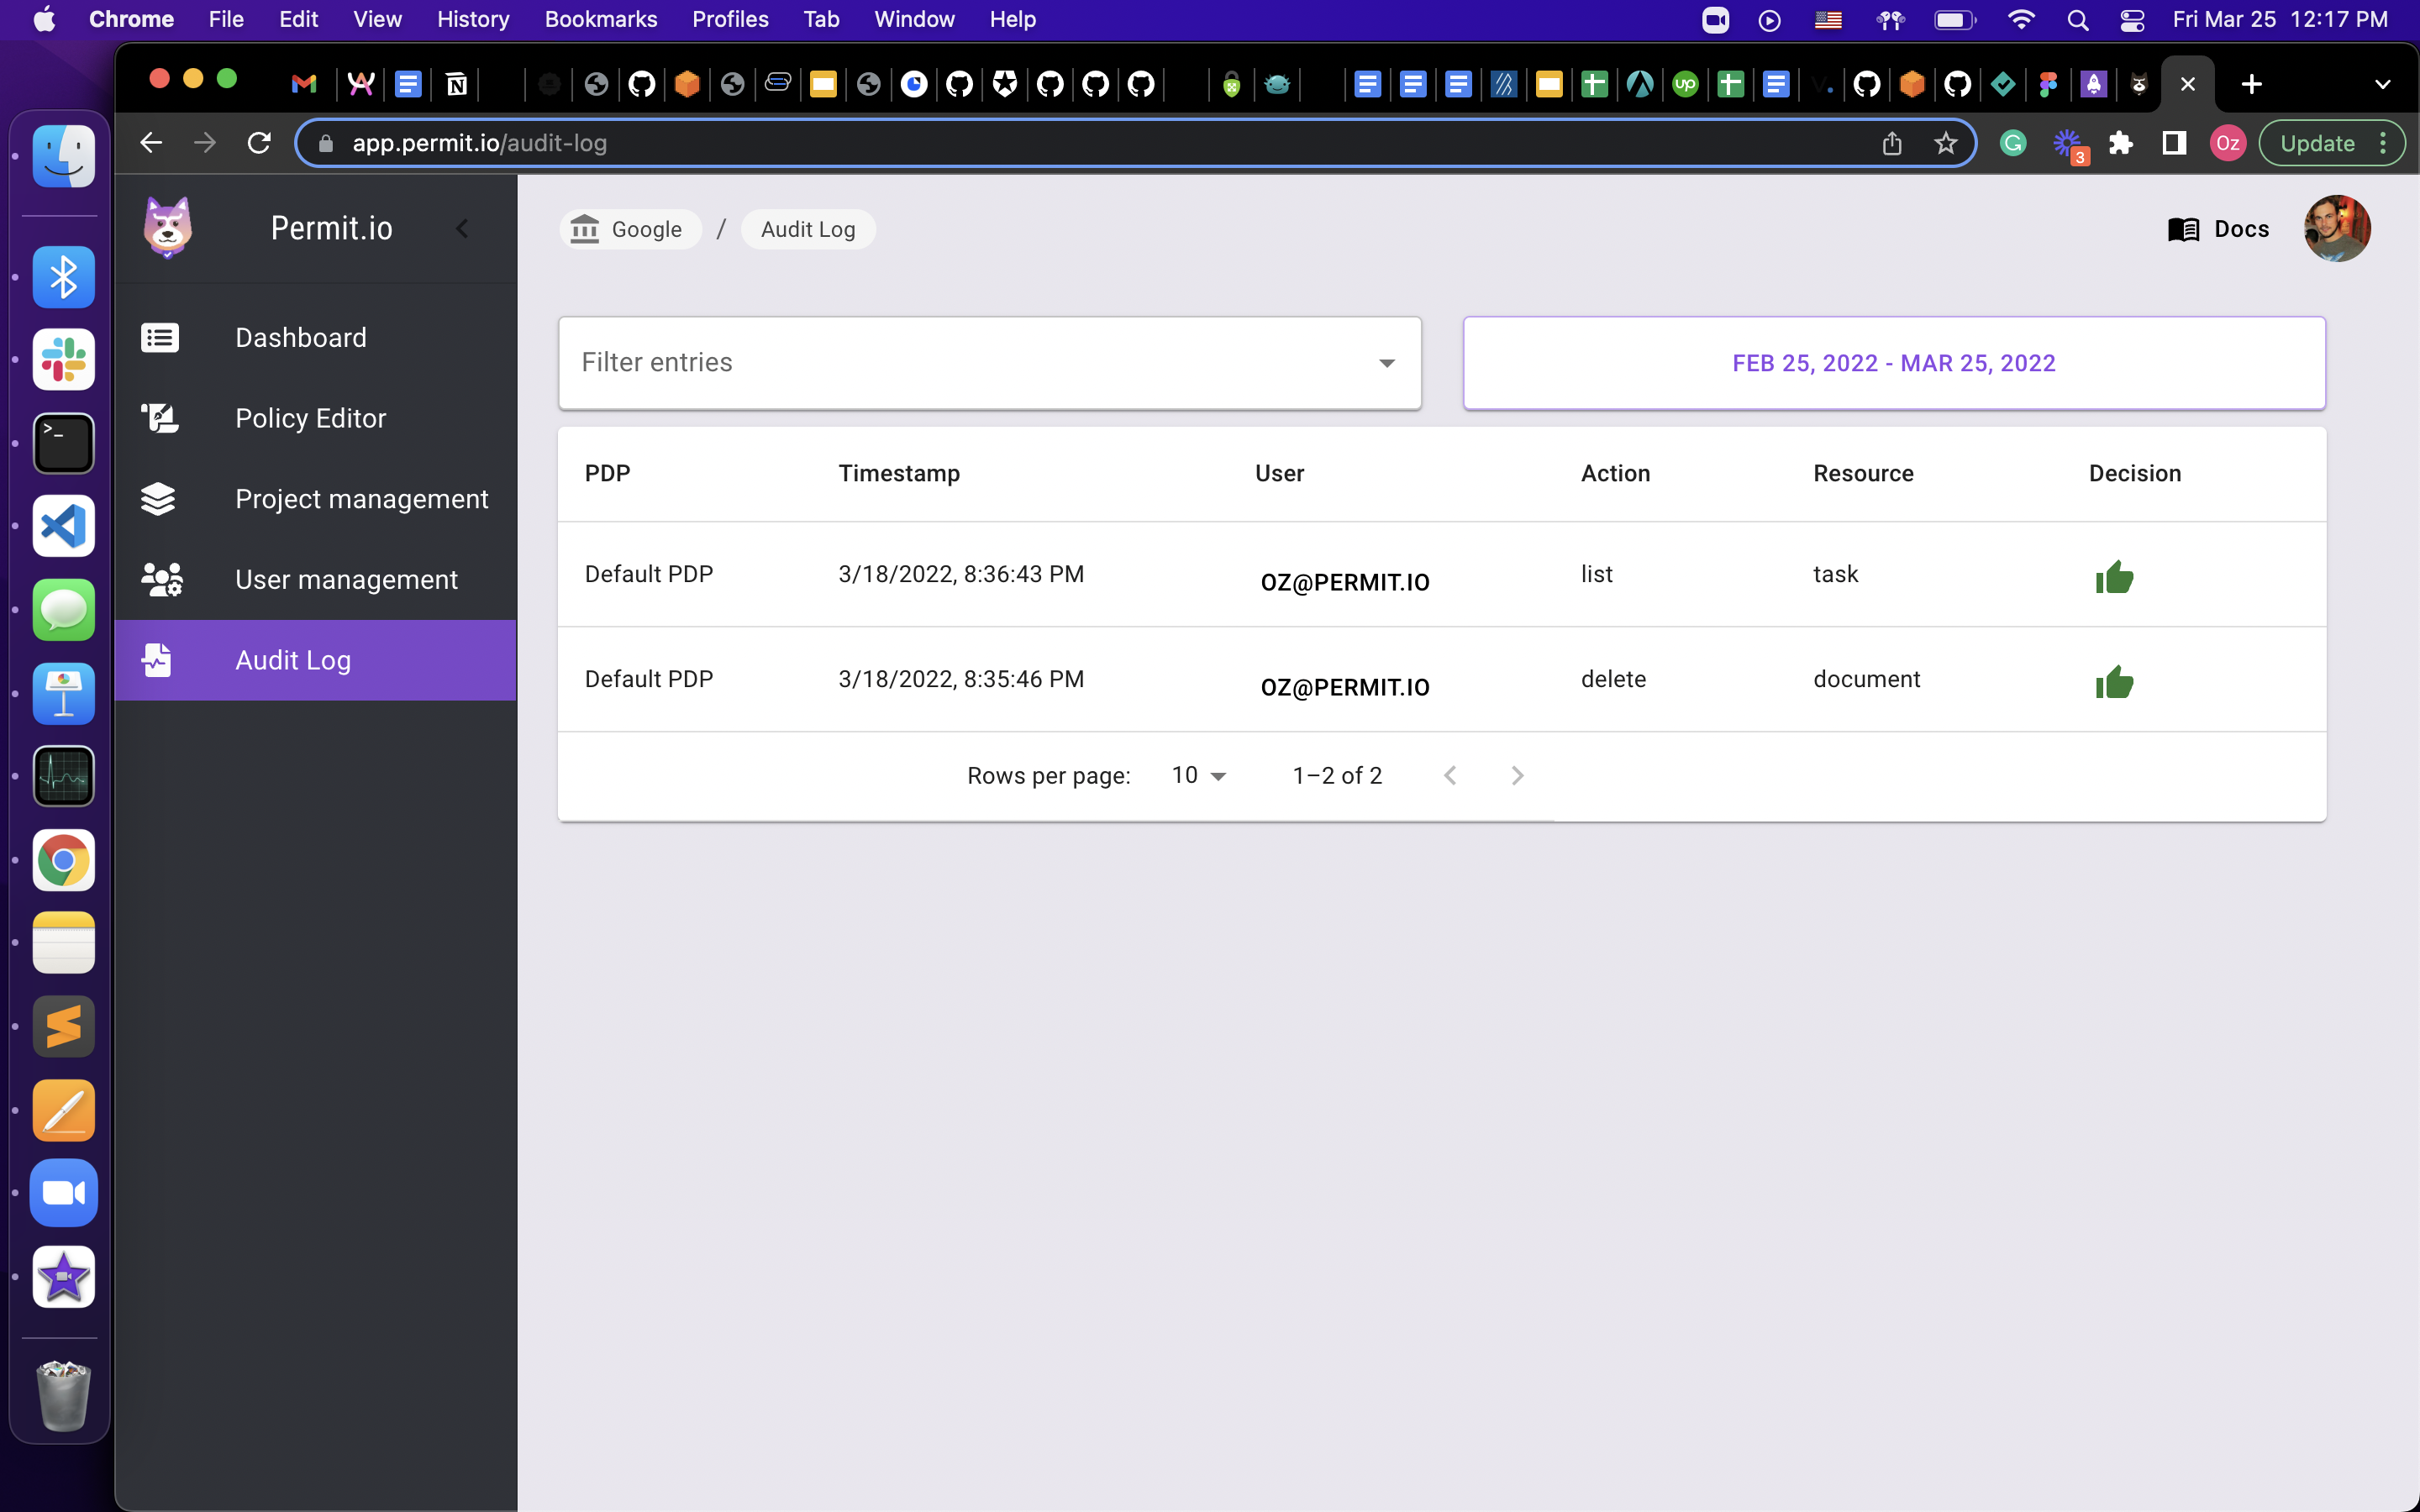 Chrome File Edit View History Bookmarks Profiles Tab Window Help Fri Mar 25 12:17 PM
app.permit.io/audit-log 3 Oz Update
Permit.io Google / Audit Log Docs
Dashboard
Policy Editor
Project management
User management
Audit Log
Filter entries FEB 25, 2022 - MAR 25, 2022
PDP Timestamp User Action Resource Decision
Default PDP 3/18/2022, 8:36:43 PM OZ@PERMIT.IO list task
Default PDP 3/18/2022, 8:35:46 PM OZ@PERMIT.IO delete document
Rows per page: 10 1–2 of 2